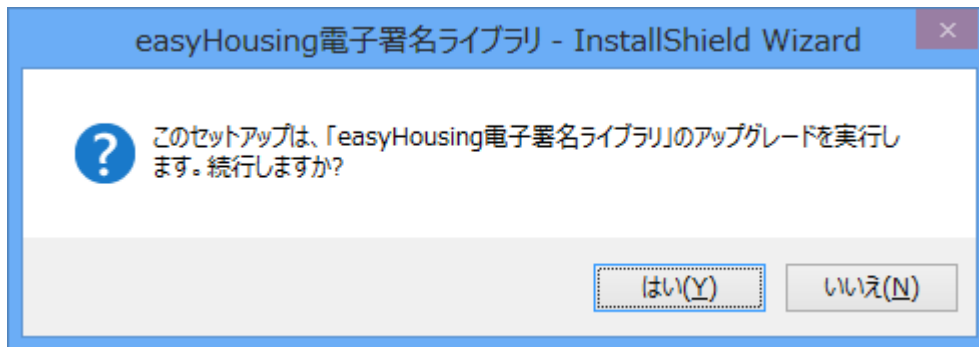 easyHousing電子署名ライブラリ - InstallShield Wizard
このセットアップは、「easyHousing電子署名ライブラリ」のアップグレードを実行し
ます。続行しますか?
はい(Y)
いいえ(N)